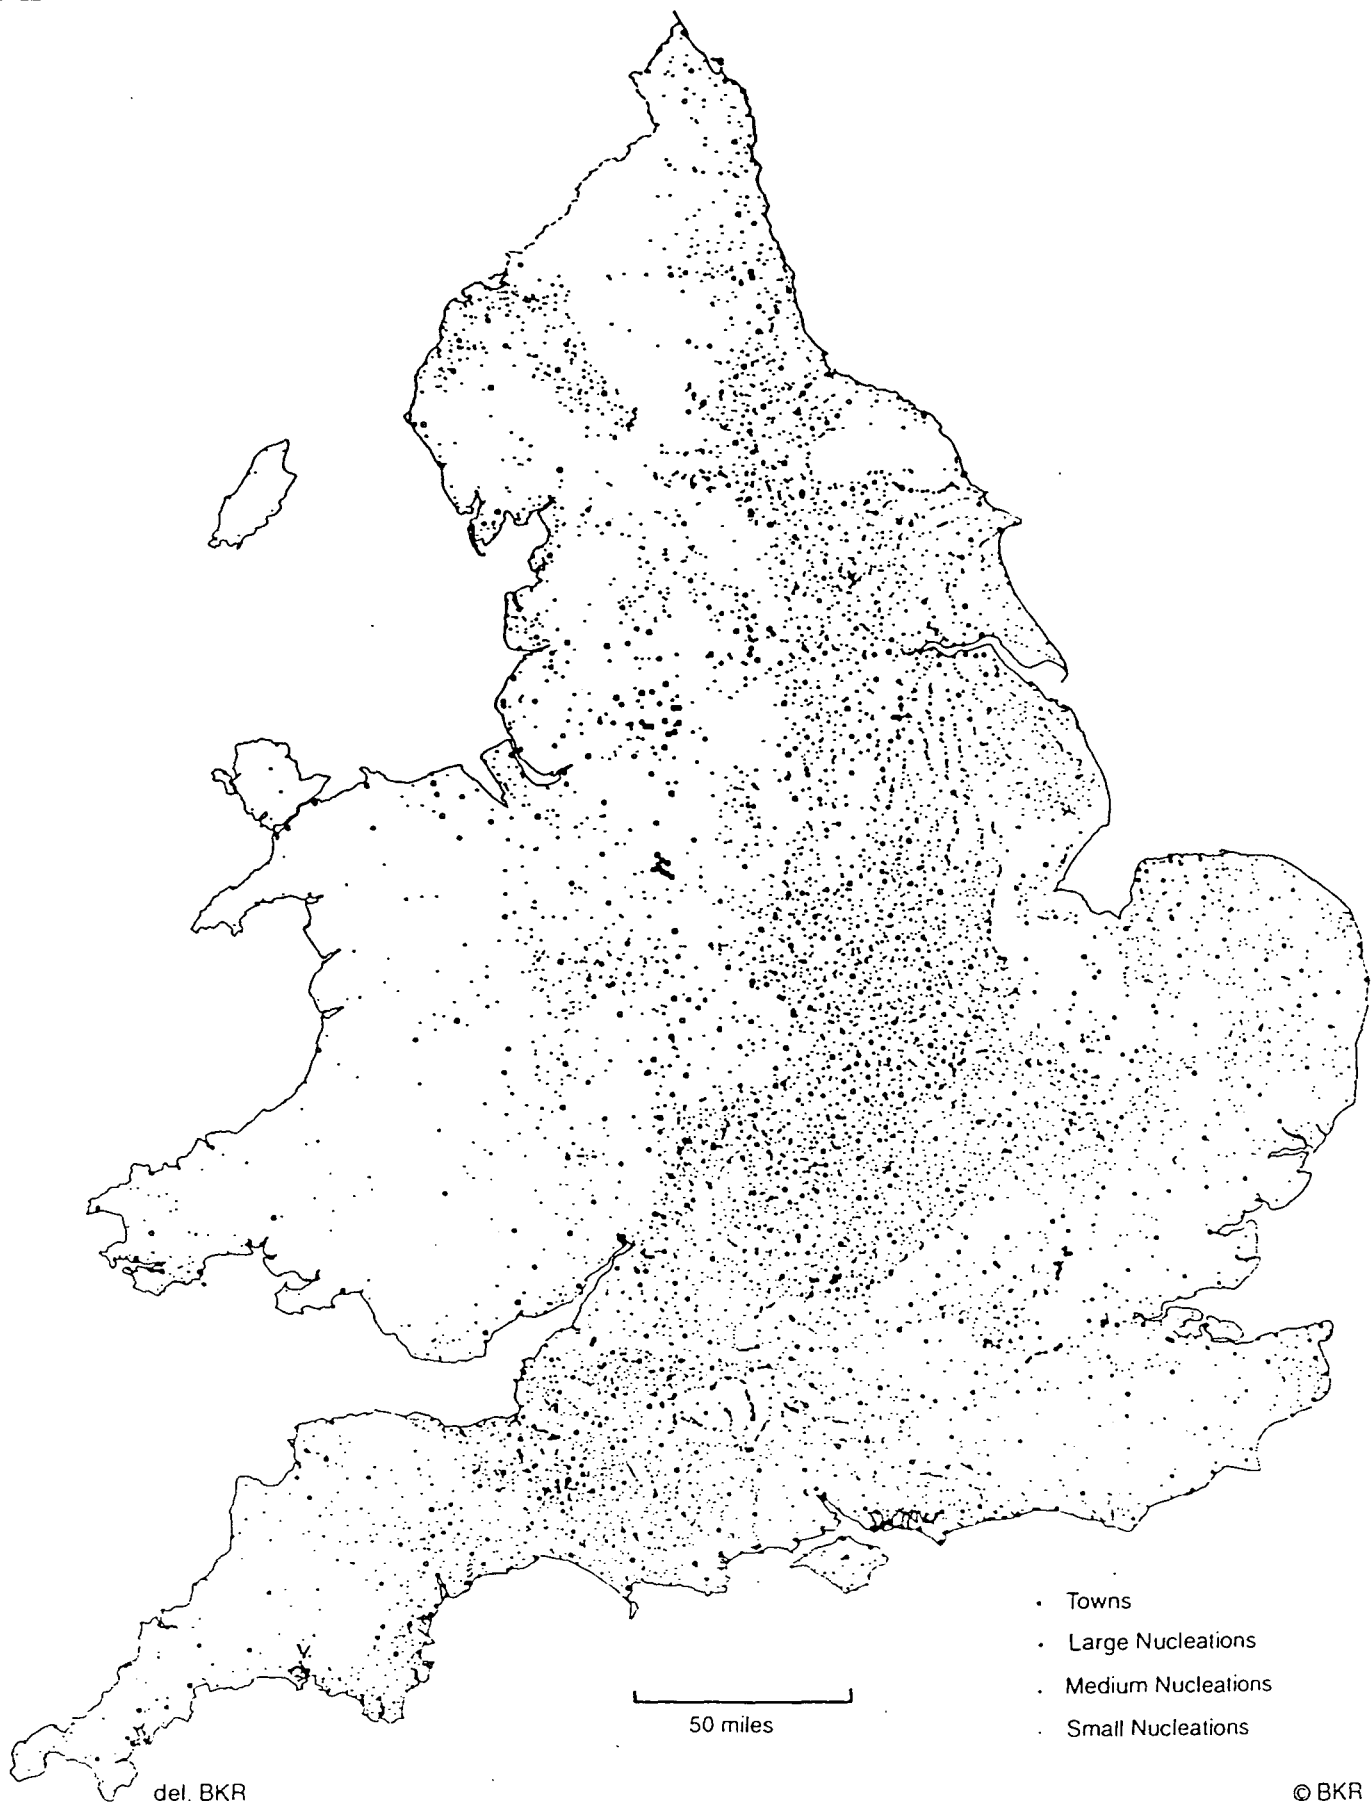 Towns
Large Nucleations
Medium Nucleations
Small Nucleations
50 miles
del. BKR
© BKR